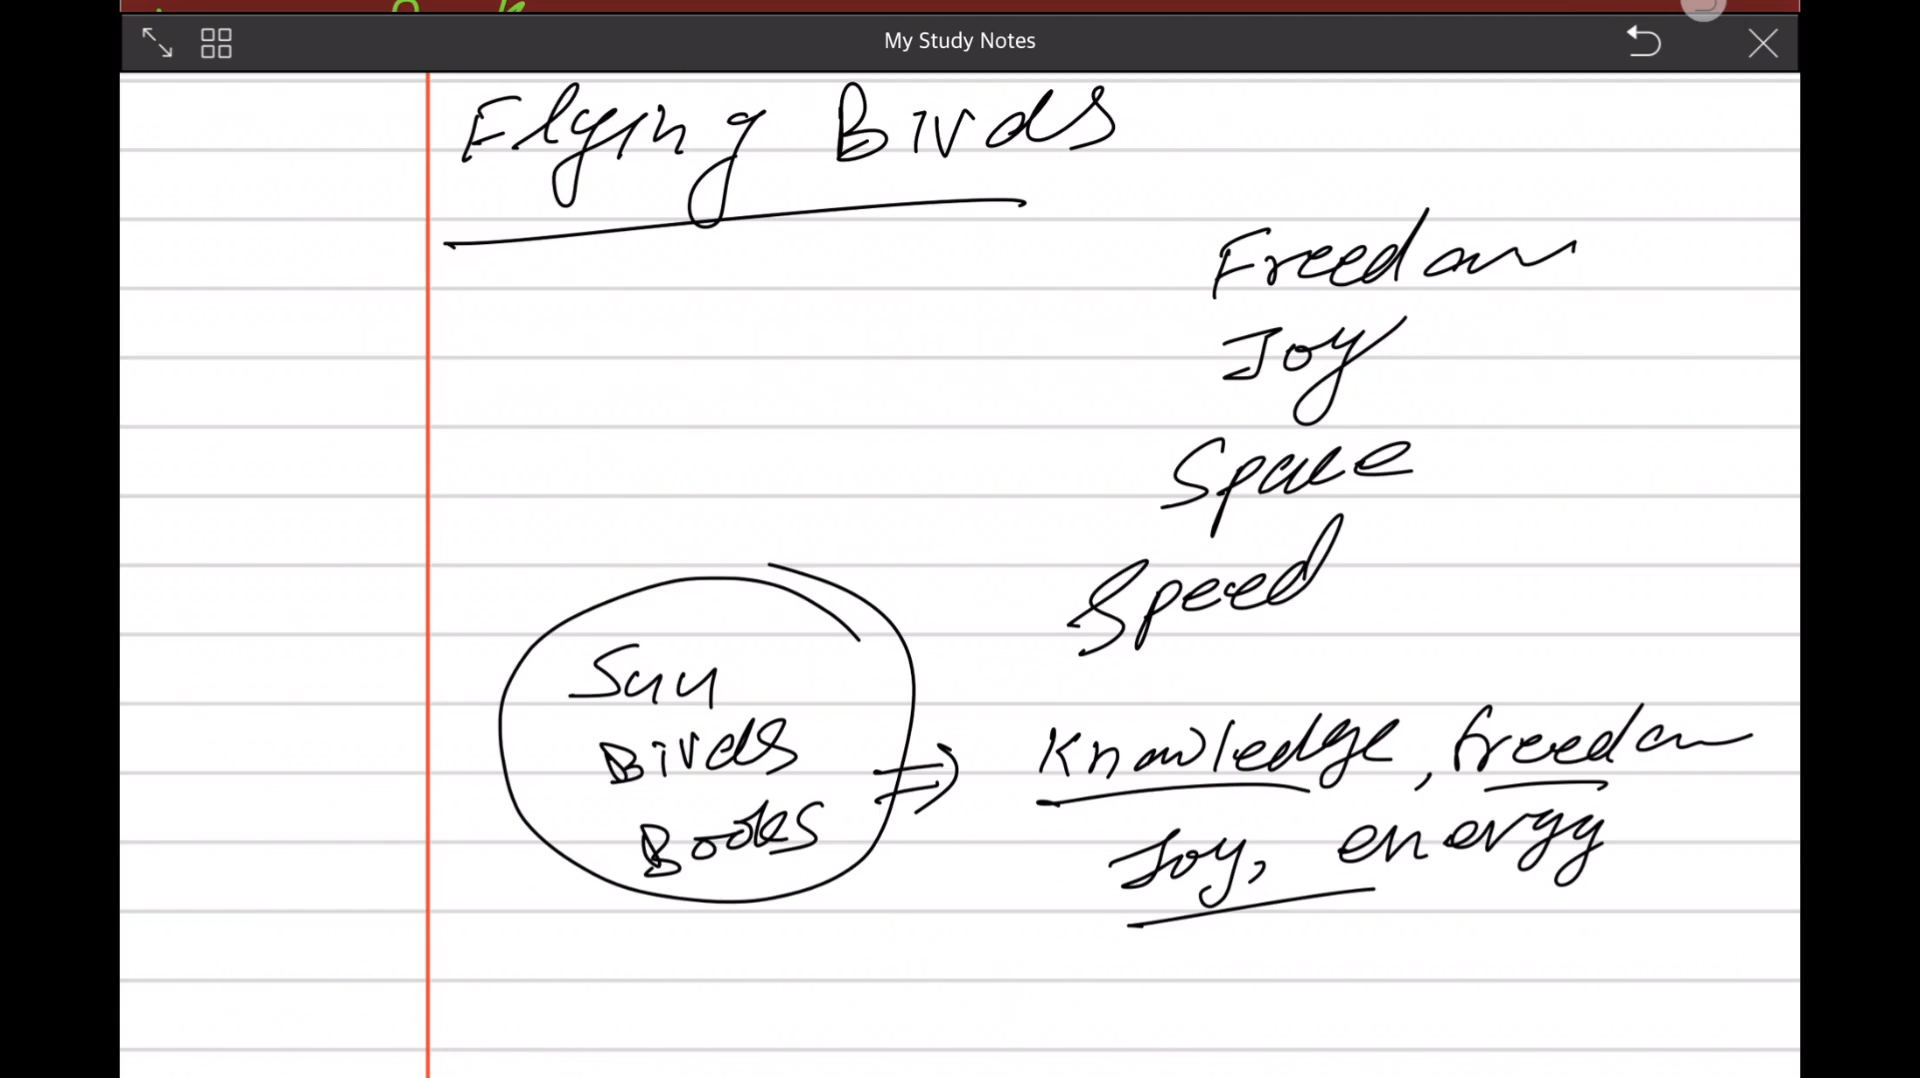 My Study Notes
Flying Birds
Freedom
Joy
Space
Speed
Sun
Birds
Books
⇒ Knowledge, freedom
Joy, energy